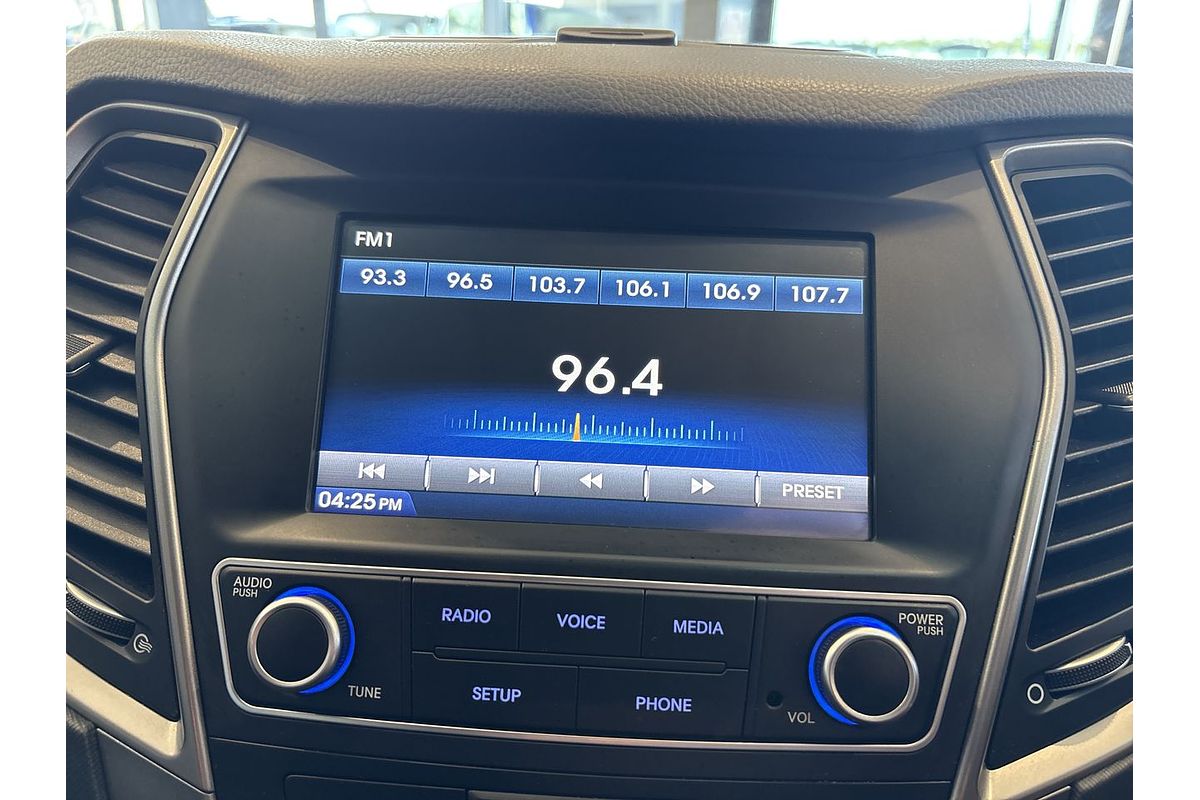 FM1
93.3 96.5 103.7 106.1 106.9 107.7
96.4
PRESET
04:25 PM
AUDIO
PUSH
TUNE
RADIO VOICE MEDIA
SETUP PHONE
POWER
PUSH
VOL